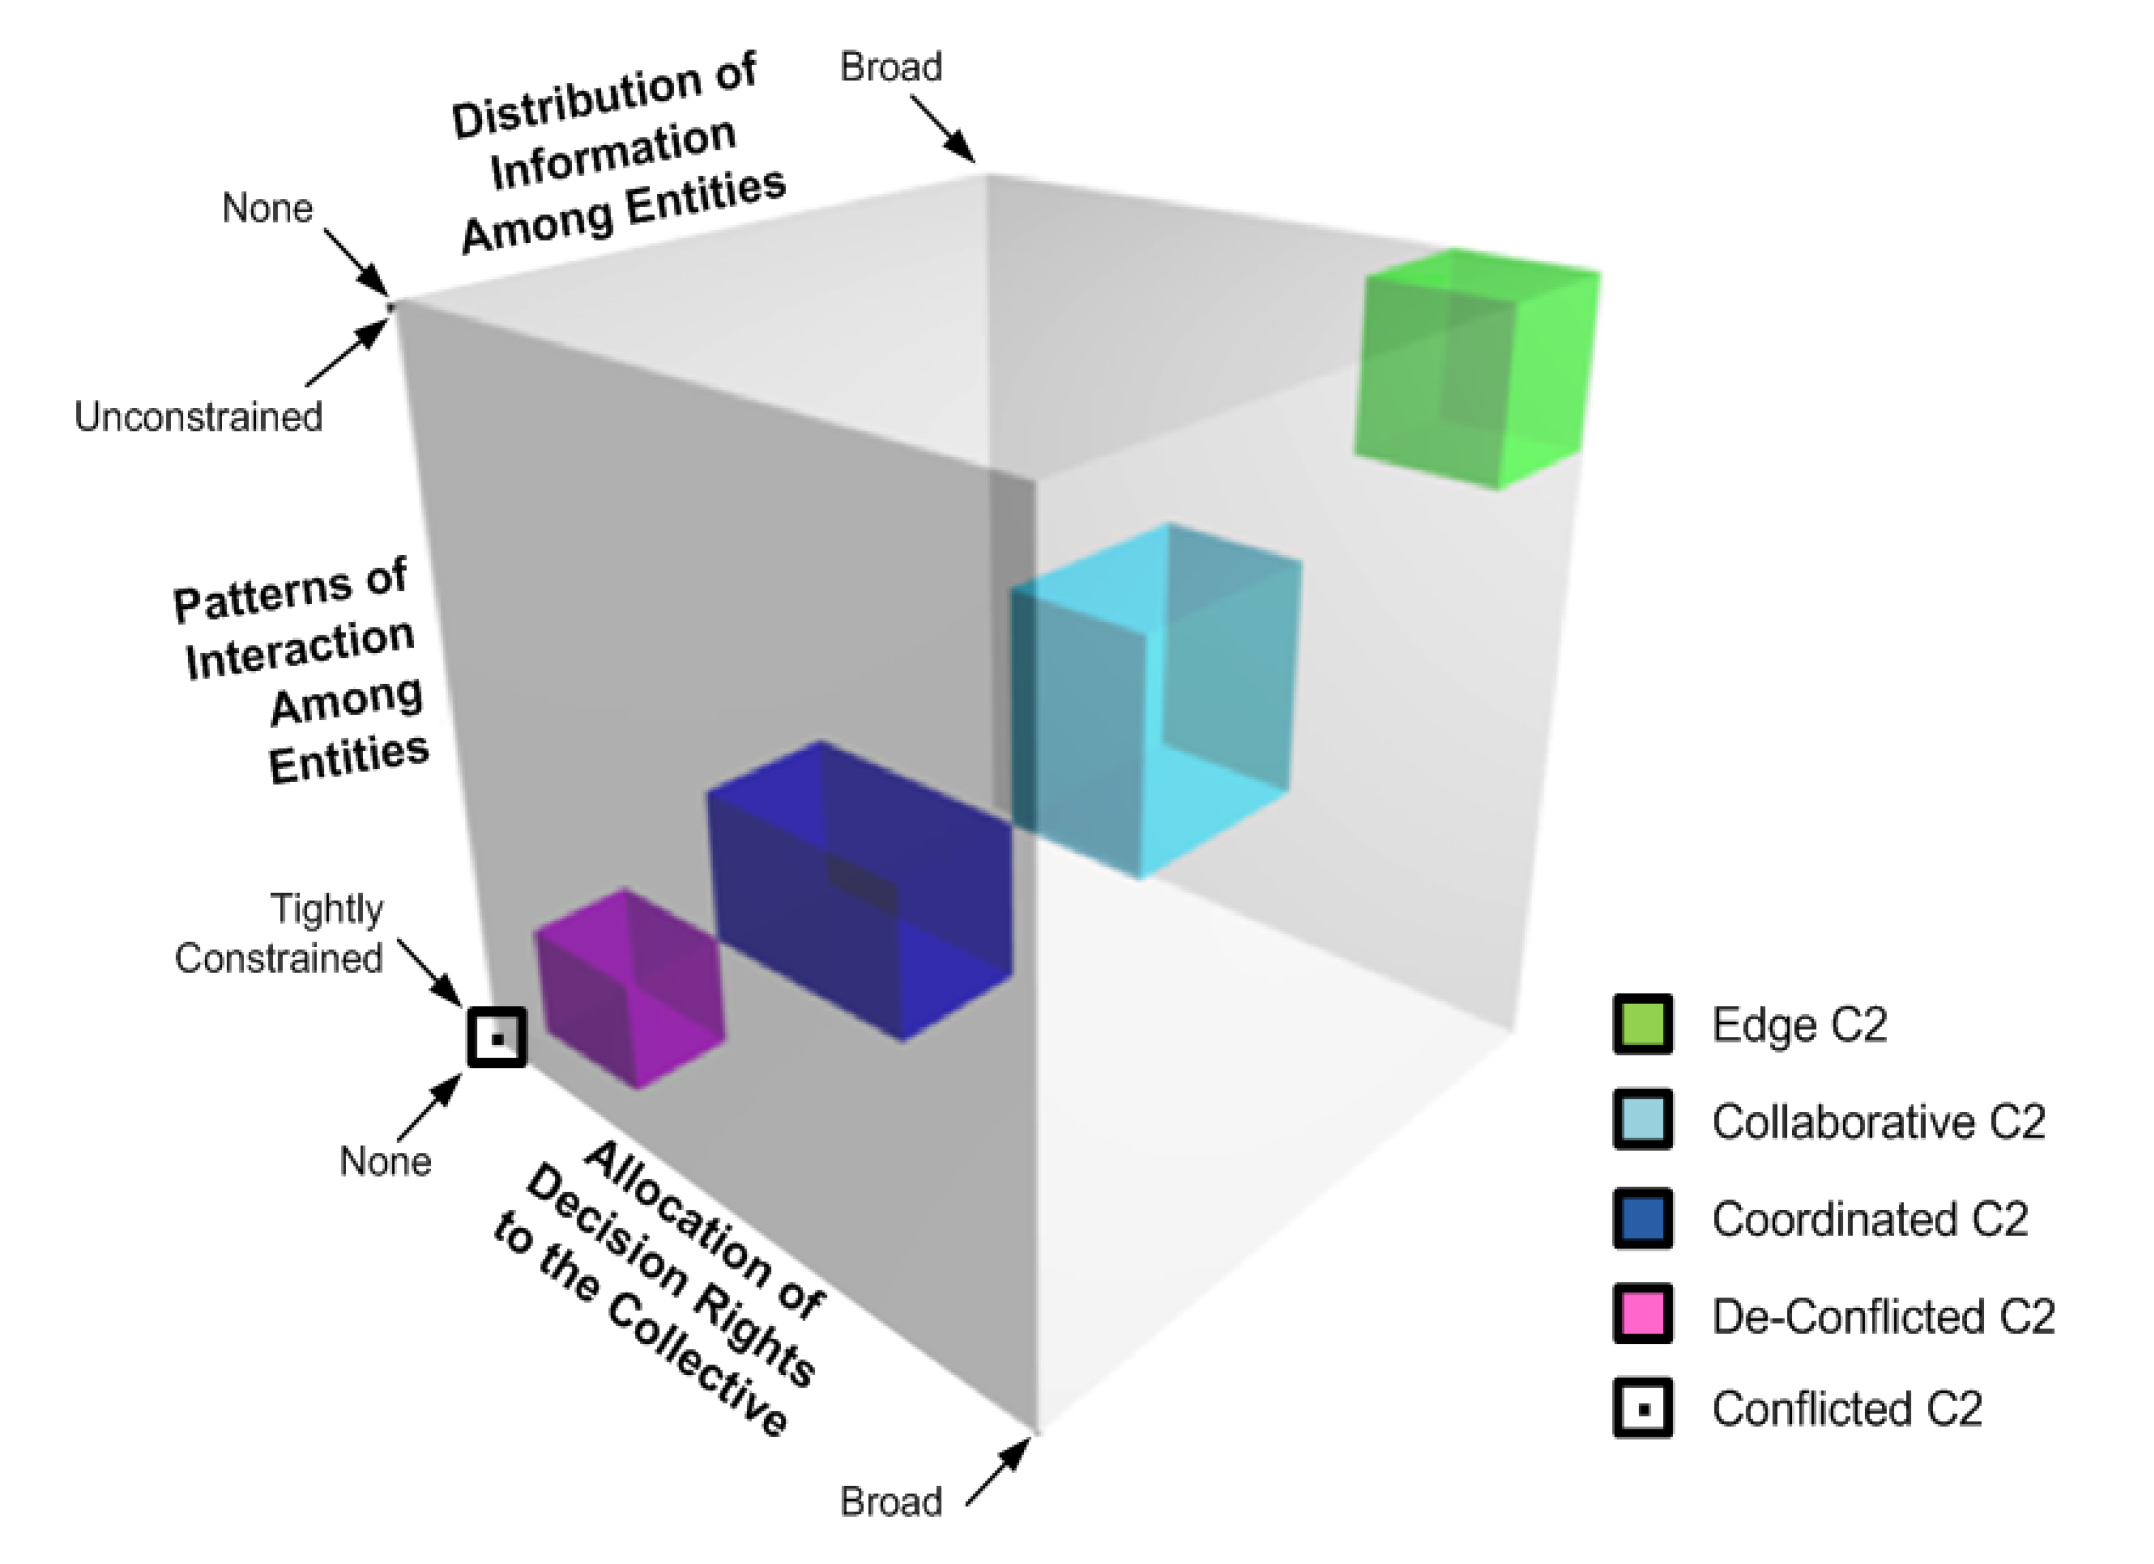 Distribution of
Information
Among Entities
Broad
None
Unconstrained
Patterns of
Interaction
Among
Entities
Tightly
Constrained
None
Allocation of
Decision Rights
to the Collective
Broad
Edge C2
Collaborative C2
Coordinated C2
De-Conflicted C2
Conflicted C2